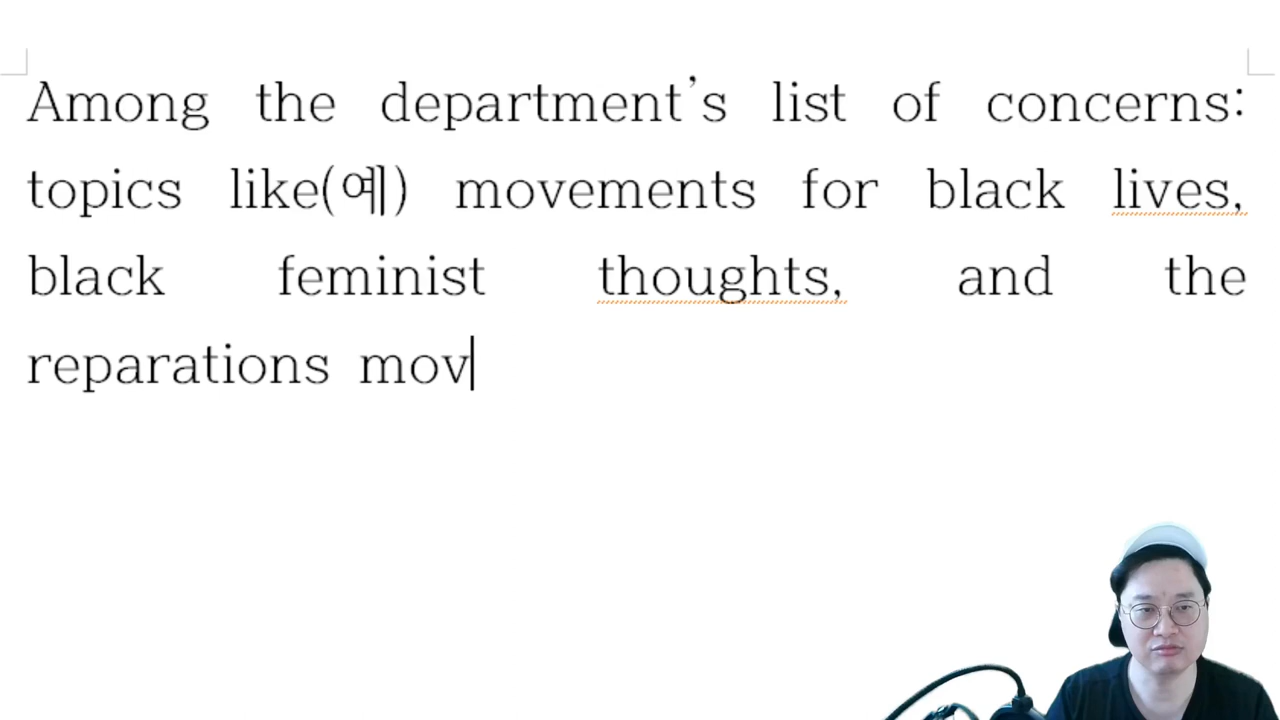 Among the department’s list of concerns:
topics like(예) movements for black lives,
black feminist thoughts, and the
reparations mov